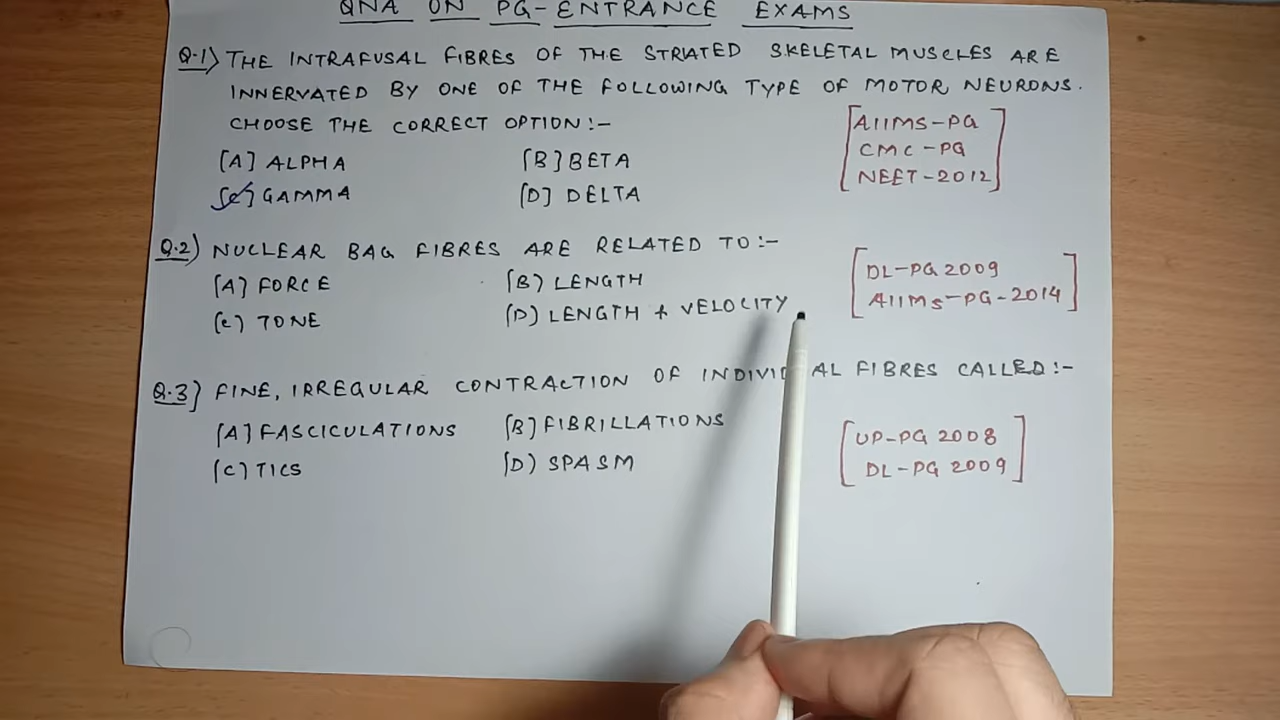 QNA ON PG-ENTRANCE EXAMS
Q.1) THE INTRAFUSAL FIBRES OF THE STRIATED SKELETAL MUSCLES ARE
INNERVATED BY ONE OF THE FOLLOWING TYPE OF MOTOR NEURONS.
CHOOSE THE CORRECT OPTION:-
[AIIMS-PG
CMC-PG
NEET-2012]
[A] ALPHA [B] BETA
[C] GAMMA [D] DELTA
Q.2) NUCLEAR BAG FIBRES ARE RELATED TO:-
[A] FORCE (B) LENGTH
(C) TONE (D) LENGTH + VELOCITY
[DL-PG 2009
AIIMS-PG-2014]
Q.3) FINE, IRREGULAR CONTRACTION OF AL FIBRES CALLED:-
[A] FASCICULATIONS (B) FIBRILLATIONS
(C) TICS (D) SPASM
[UP-PG 2008
DL-PG 2009]